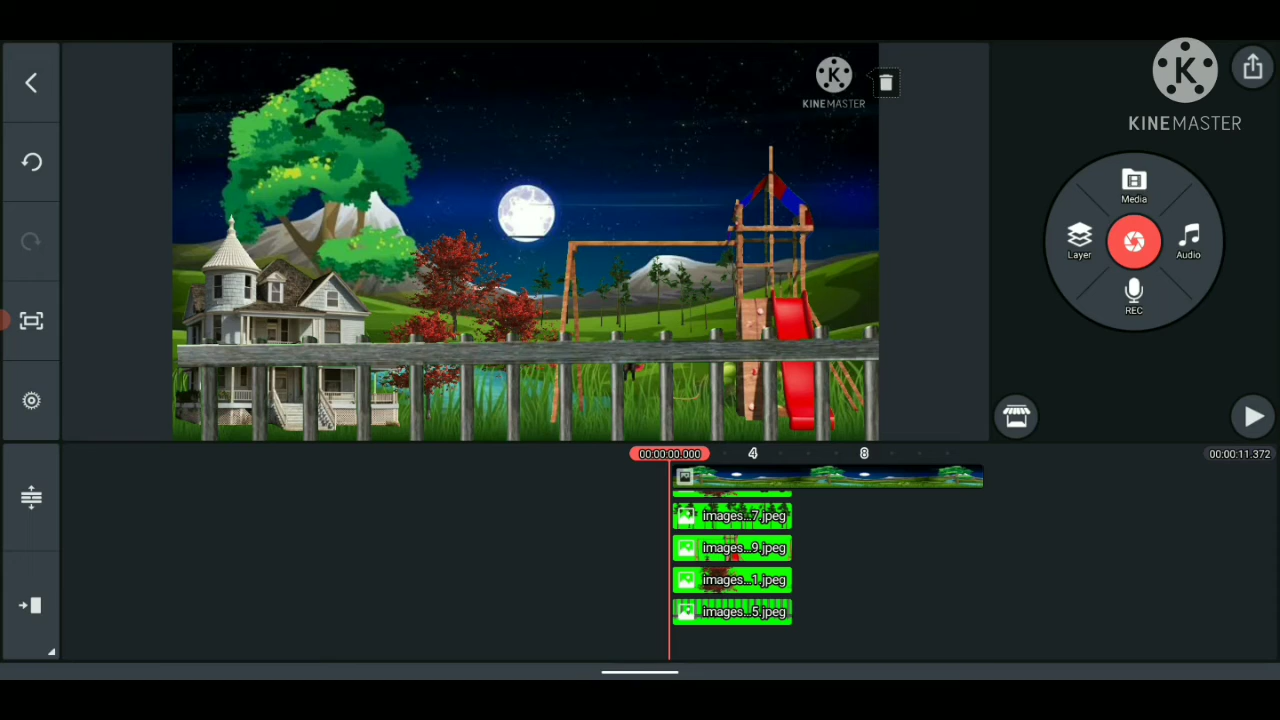 KINEMASTER
KINEMASTER
Media
Layer
Audio
REC
00:00:00.000
4
8
00:00:11.372
images...7.jpeg
images...9.jpeg
images...1.jpeg
images...5.jpeg